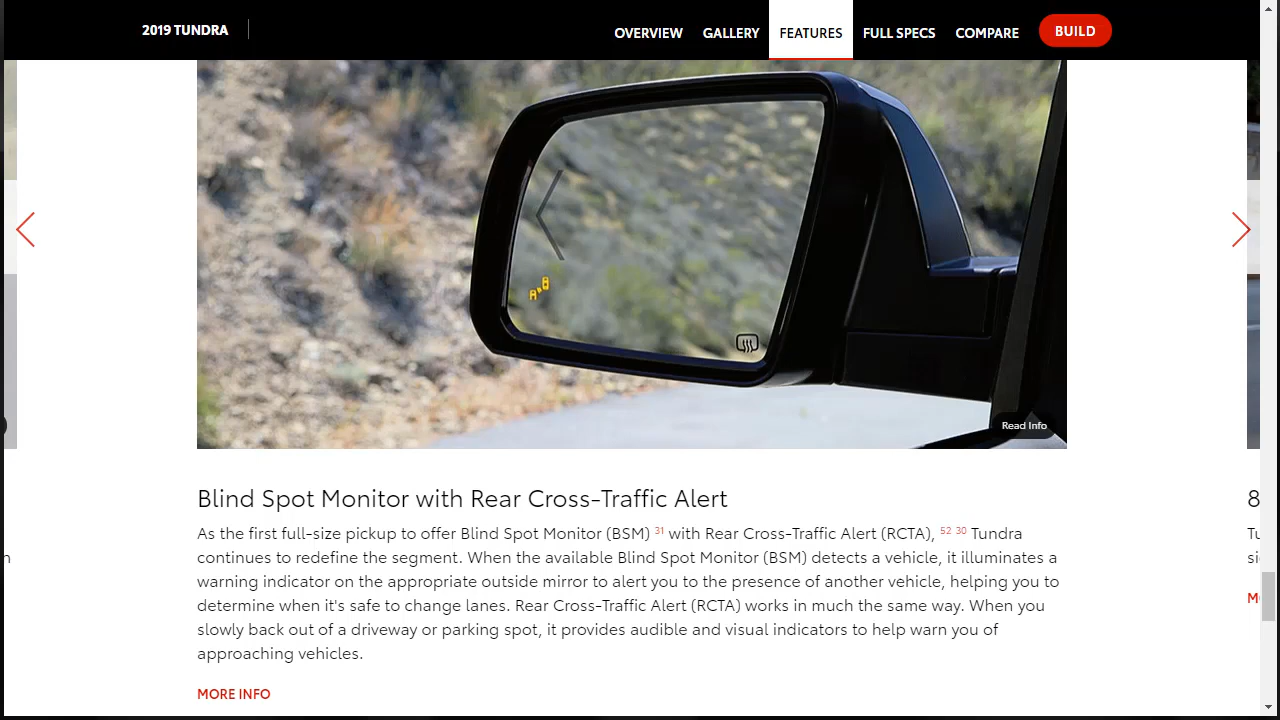 2019 TUNDRA
OVERVIEW GALLERY FEATURES FULL SPECS COMPARE BUILD
Read Info
Blind Spot Monitor with Rear Cross-Traffic Alert
As the first full-size pickup to offer Blind Spot Monitor (BSM) 31 with Rear Cross-Traffic Alert (RCTA), 52 30 Tundra
continues to redefine the segment. When the available Blind Spot Monitor (BSM) detects a vehicle, it illuminates a
warning indicator on the appropriate outside mirror to alert you to the presence of another vehicle, helping you to
determine when it's safe to change lanes. Rear Cross-Traffic Alert (RCTA) works in much the same way. When you
slowly back out of a driveway or parking spot, it provides audible and visual indicators to help warn you of
approaching vehicles.
MORE INFO